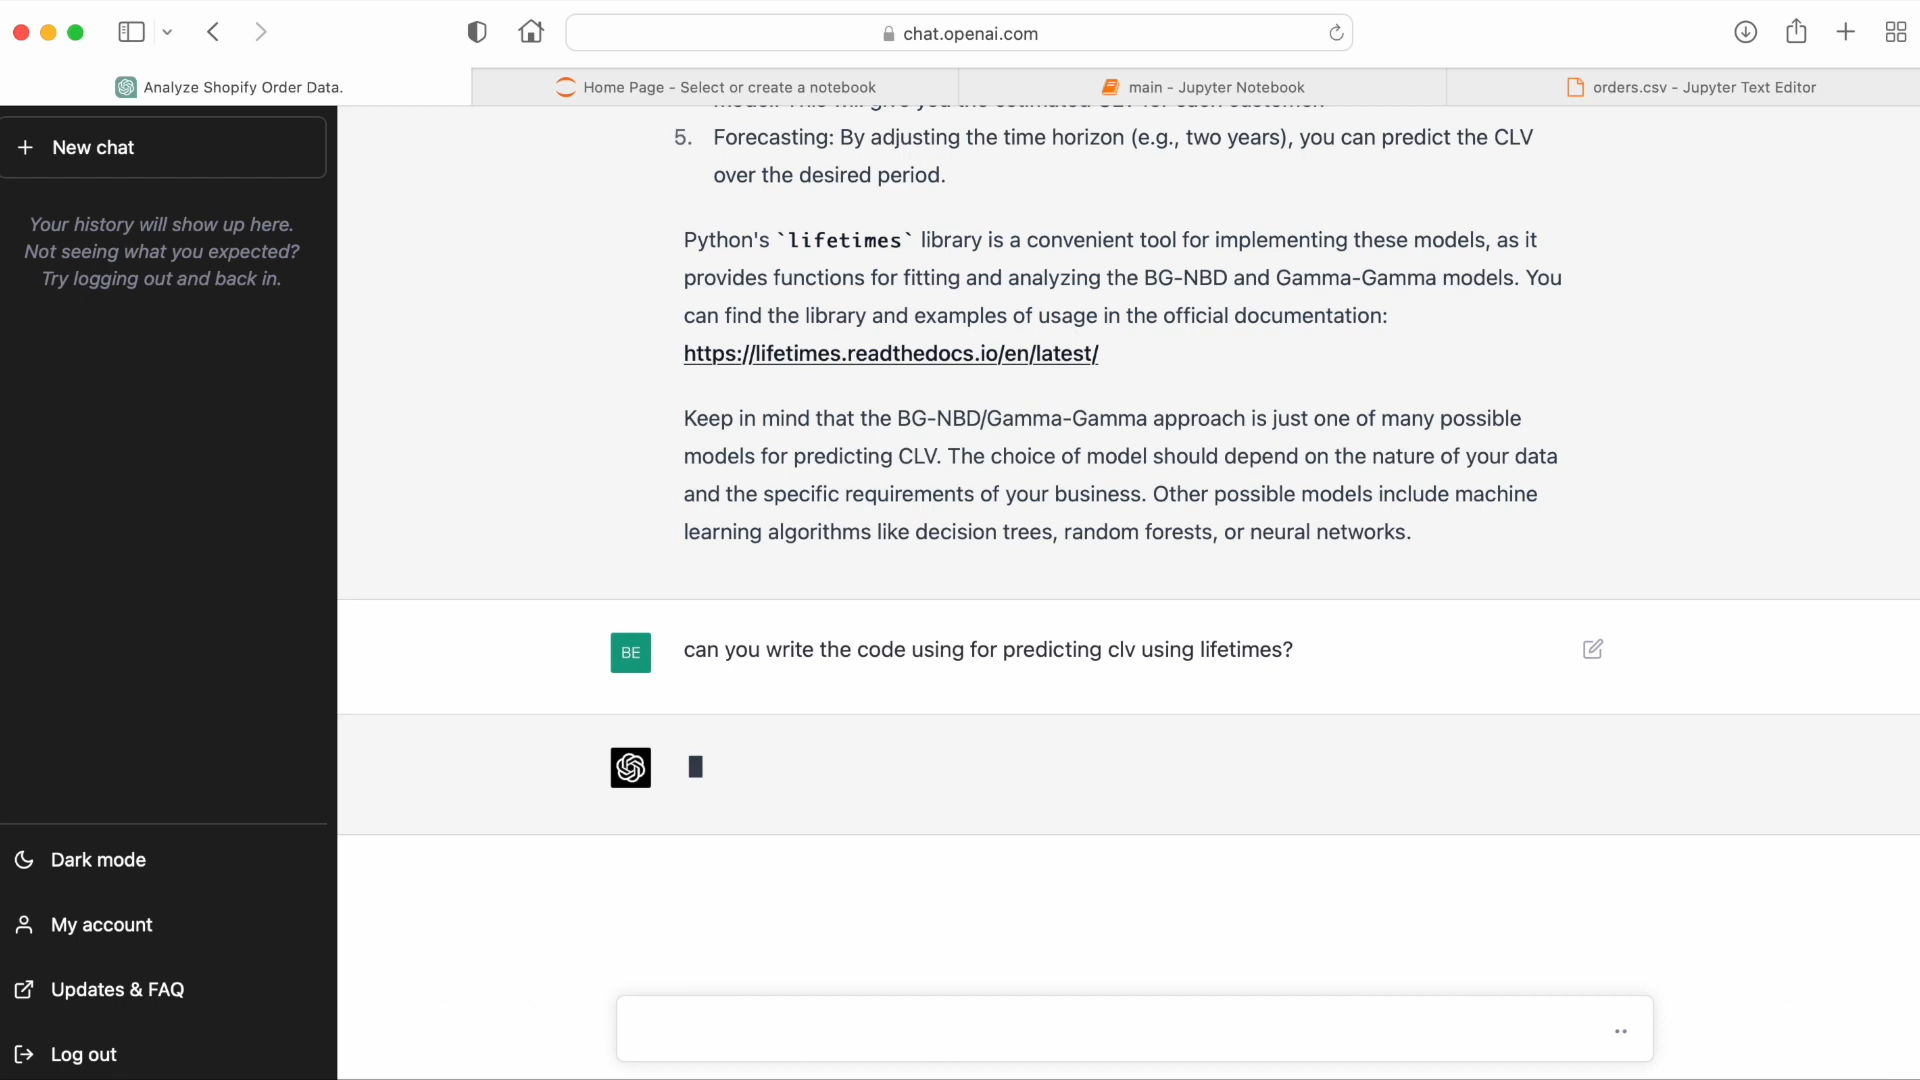 chat.openai.com
Analyze Shopify Order Data.
Home Page - Select or create a notebook
main - Jupyter Notebook
orders.csv - Jupyter Text Editor
New chat
Your history will show up here.
Not seeing what you expected?
Try logging out and back in.
Dark mode
My account
Updates & FAQ
Log out
5. Forecasting: By adjusting the time horizon (e.g., two years), you can predict the CLV
over the desired period.
Python's `lifetimes` library is a convenient tool for implementing these models, as it
provides functions for fitting and analyzing the BG-NBD and Gamma-Gamma models. You
can find the library and examples of usage in the official documentation:
https://lifetimes.readthedocs.io/en/latest/
Keep in mind that the BG-NBD/Gamma-Gamma approach is just one of many possible
models for predicting CLV. The choice of model should depend on the nature of your data
and the specific requirements of your business. Other possible models include machine
learning algorithms like decision trees, random forests, or neural networks.
BE
can you write the code using for predicting clv using lifetimes?